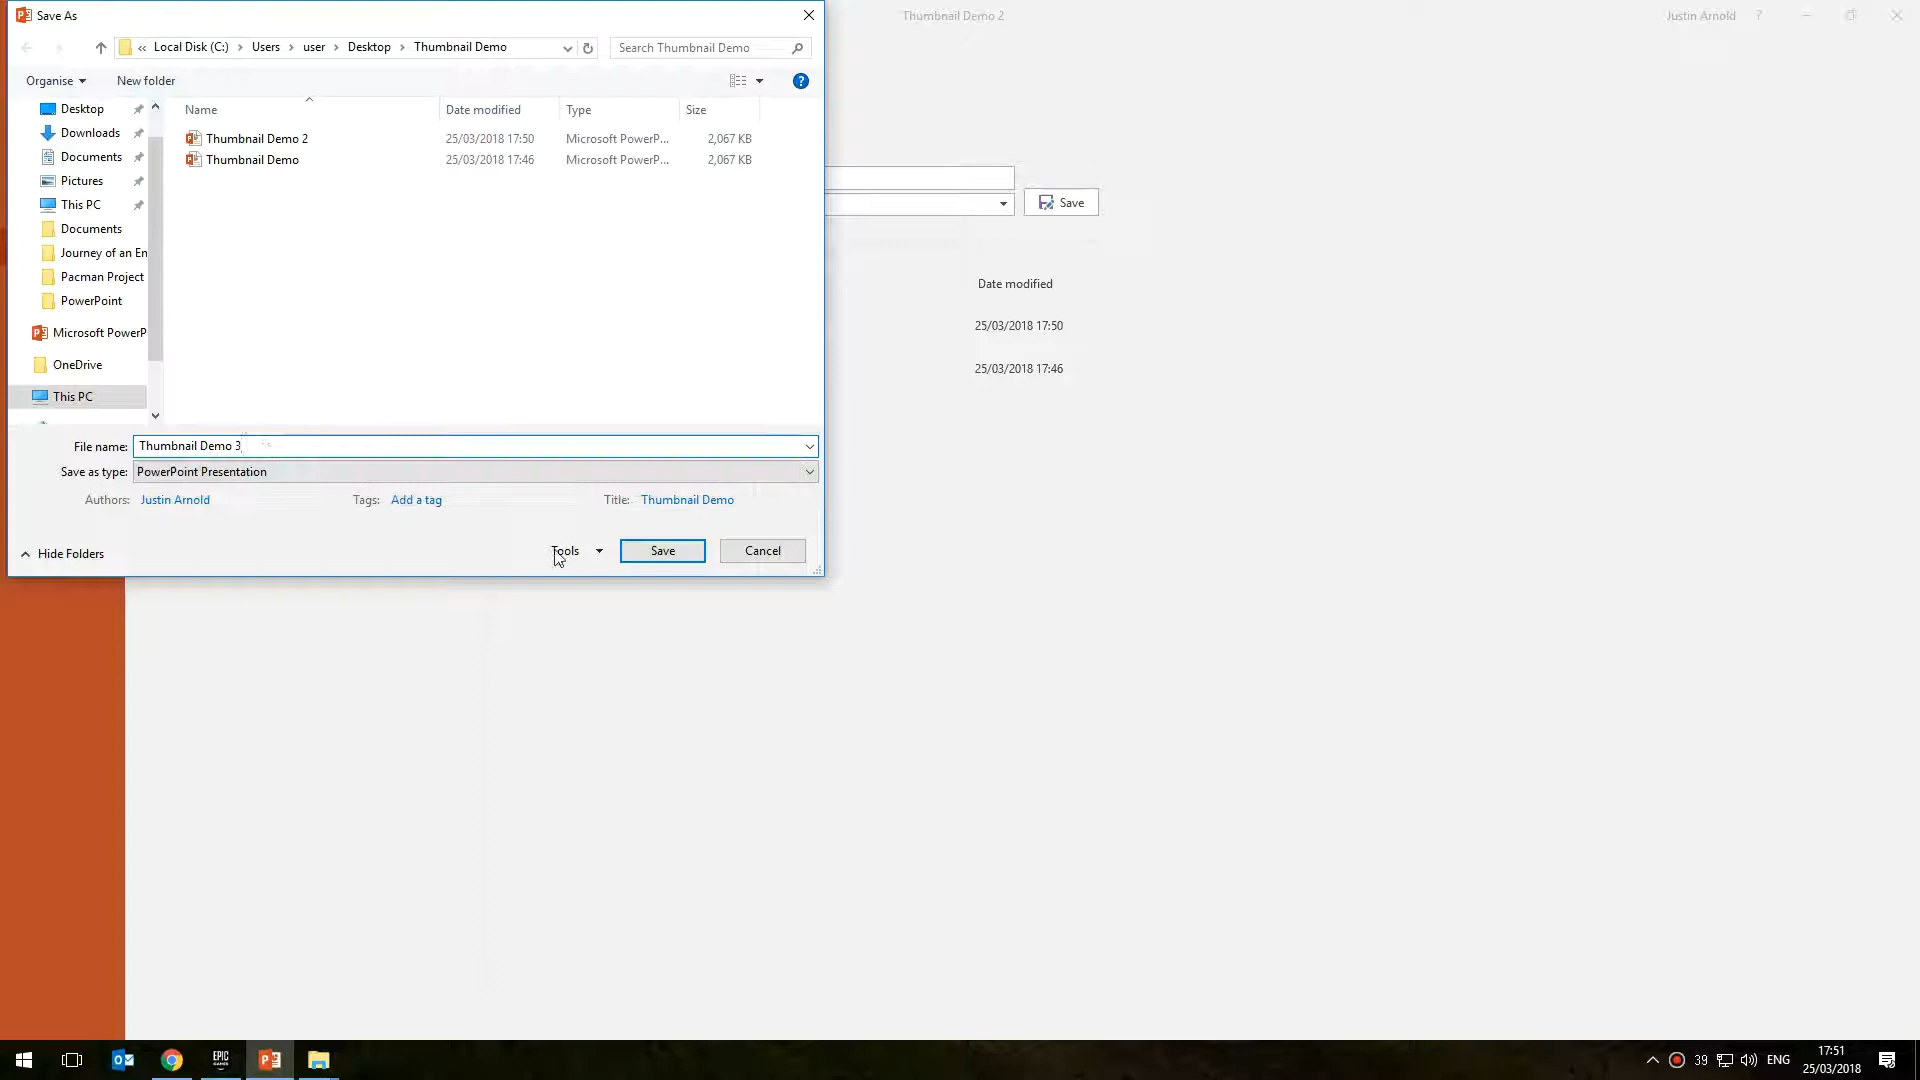 Save As
Thumbnail Demo 2
Justin Arnold
?
« Local Disk (C:) > Users > user > Desktop > Thumbnail Demo
Search Thumbnail Demo
Organise
New folder
?
Name
Date modified
Type
Size
Thumbnail Demo 2
25/03/2018 17:50
Microsoft PowerP...
2,067 KB
Thumbnail Demo
25/03/2018 17:46
Microsoft PowerP...
2,067 KB
Desktop
Downloads
Documents
Pictures
This PC
Documents
Journey of an En
Pacman Project
PowerPoint
Microsoft PowerP
OneDrive
This PC
Save
Date modified
25/03/2018 17:50
25/03/2018 17:46
File name: Thumbnail Demo 3
Save as type: PowerPoint Presentation
Authors: Justin Arnold
Tags: Add a tag
Title: Thumbnail Demo
Hide Folders
Tools
Save
Cancel
EPIC GAMES
39
ENG
17:51
25/03/2018